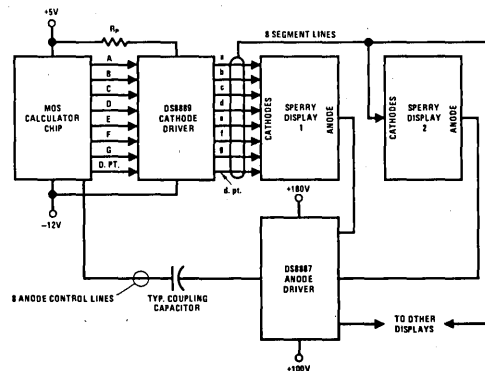 +5V
Rp
8 SEGMENT LINES
A
B
C
D
E
F
G
D. PT.
MOS
CALCULATOR
CHIP
DS8889
CATHODE
DRIVER
a
b
c
d
e
f
g
d. pt.
CATHODES
SPERRY
DISPLAY
1
ANODE
CATHODES
SPERRY
DISPLAY
2
ANODE
-12V
+180V
DS8887
ANODE
DRIVER
8 ANODE CONTROL LINES
TYP. COUPLING
CAPACITOR
TO OTHER
DISPLAYS
+100V